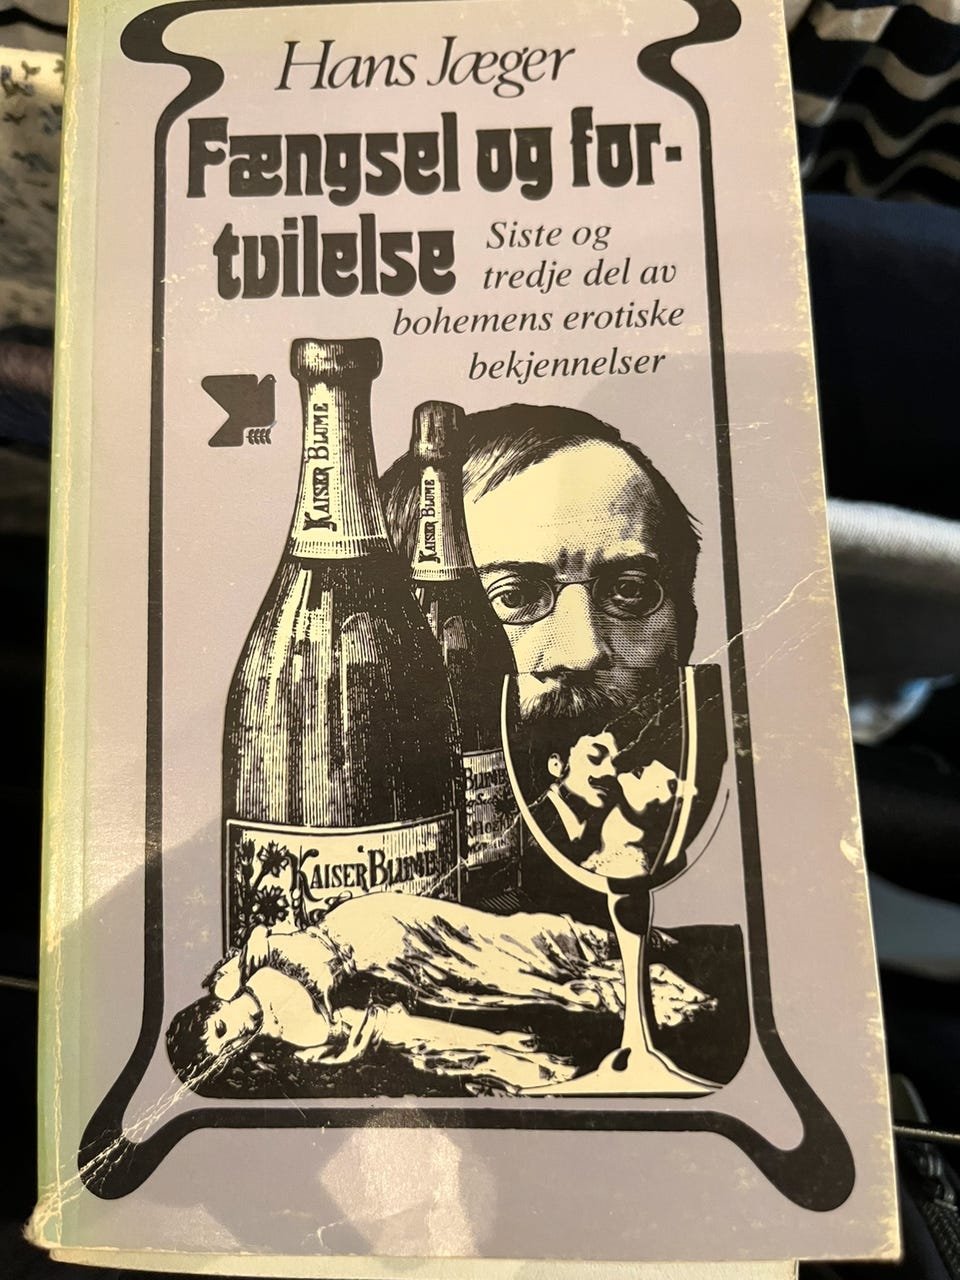 Hans Jæger
Fængsel og for-
tvilelse
Siste og
tredje del av
bohemens erotiske
bekjennelser
KAISER BLUME
KAISER BLUME
KAISER BLUME